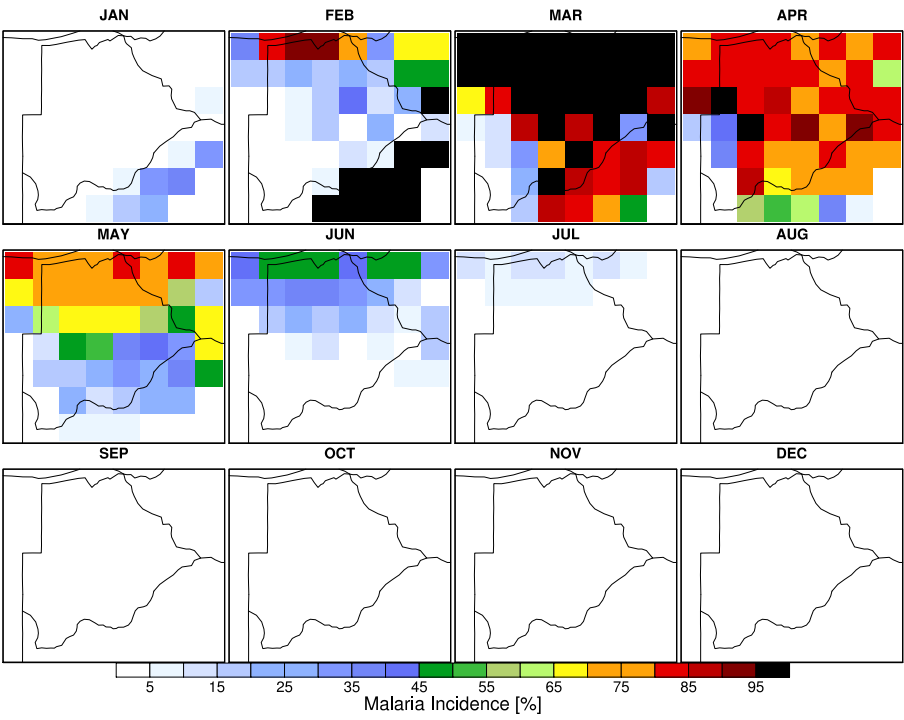 JAN FEB MAR APR
MAY JUN JUL AUG
SEP OCT NOV DEC
5 15 25 35 45 55 65 75 85 95
Malaria Incidence [%]